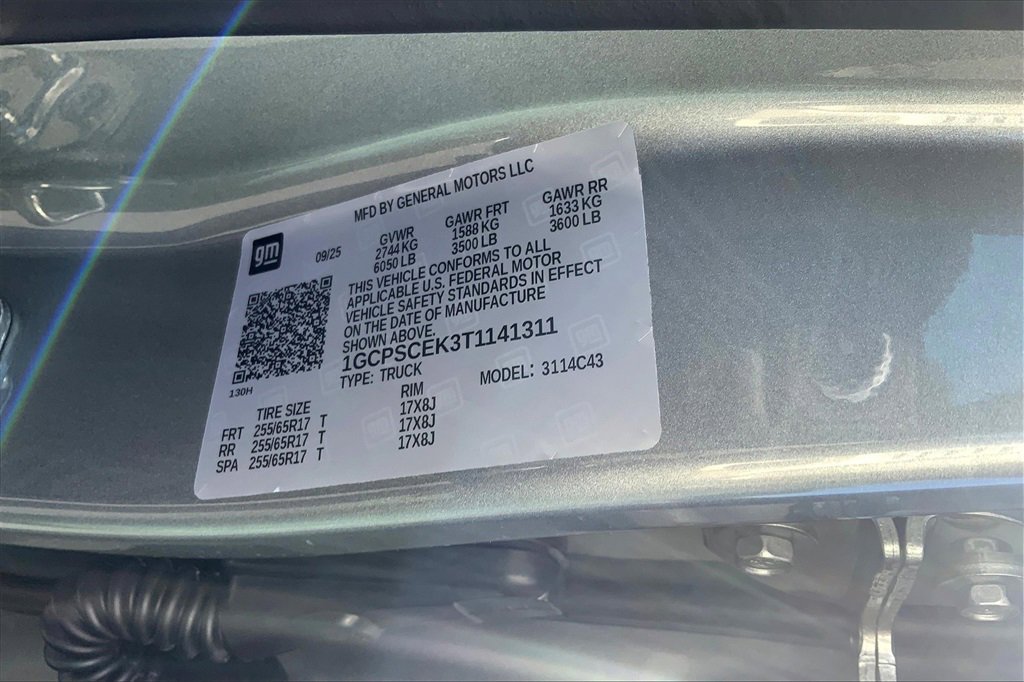 MFD BY GENERAL MOTORS LLC
gm
09/25
GVWR GAWR FRT GAWR RR
2744 KG 1588 KG 1633 KG
6050 LB 3500 LB 3600 LB
THIS VEHICLE CONFORMS TO ALL
APPLICABLE U.S. FEDERAL MOTOR
VEHICLE SAFETY STANDARDS IN EFFECT
ON THE DATE OF MANUFACTURE
SHOWN ABOVE.
1GCPSCEK3T1141311
130H
TYPE: TRUCK MODEL: 3114C43
TIRE SIZE RIM
FRT 255/65R17 T 17X8J
RR 255/65R17 T 17X8J
SPA 255/65R17 T 17X8J